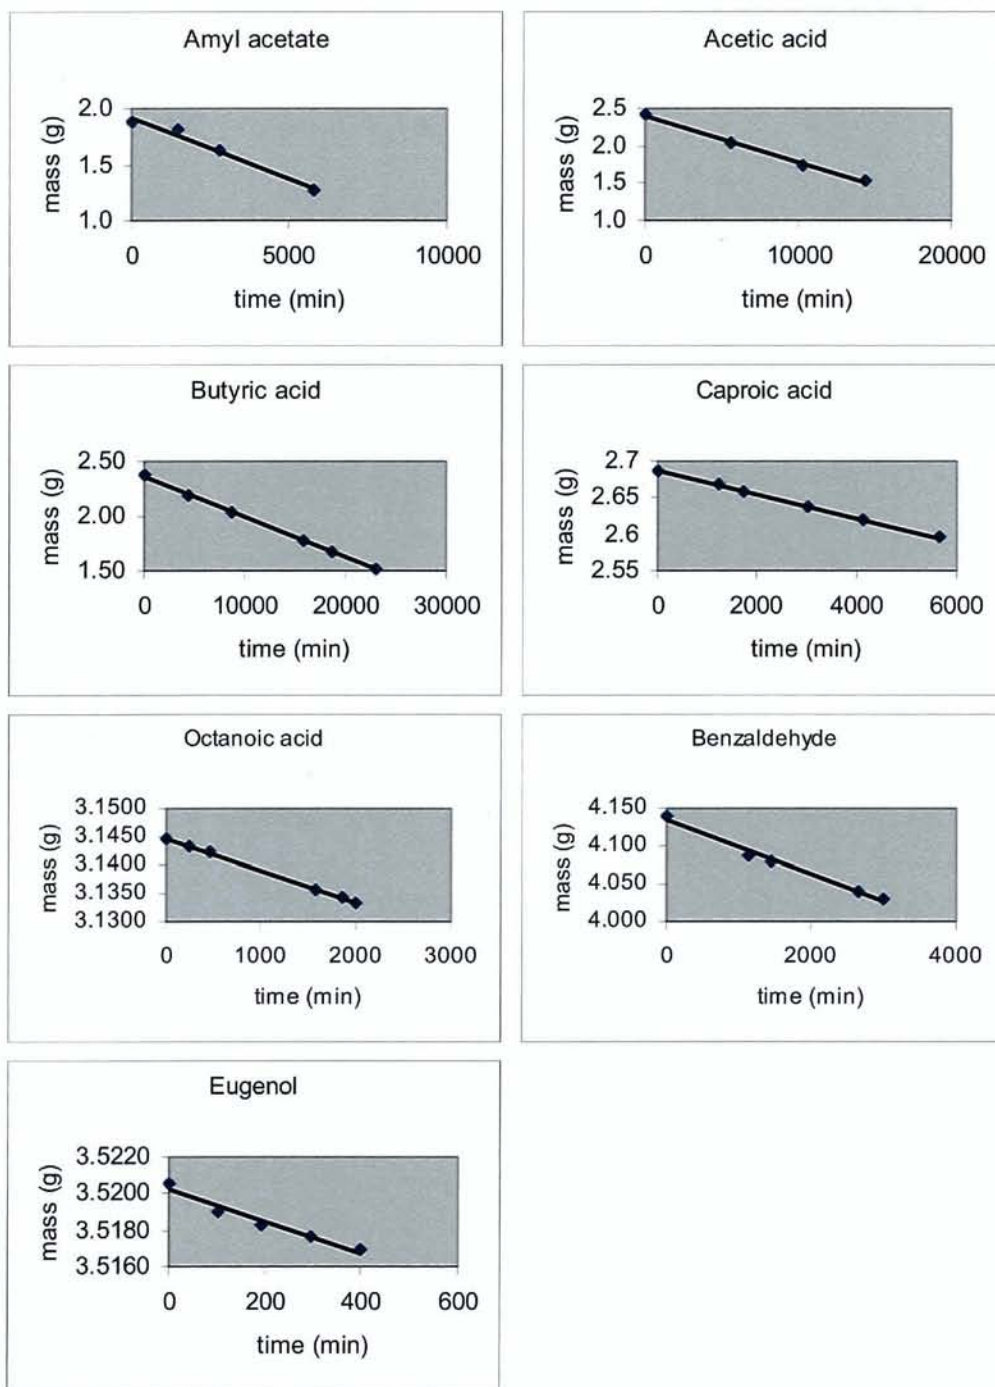 Amyl acetate
mass (g)
2.0
1.5
1.0
0
5000
10000
time (min)
Acetic acid
mass (g)
2.5
2.0
1.5
1.0
0
10000
20000
time (min)
Butyric acid
mass (g)
2.50
2.00
1.50
0
10000
20000
30000
time (min)
Caproic acid
mass (g)
2.7
2.65
2.6
2.55
0
2000
4000
6000
time (min)
Octanoic acid
mass (g)
3.1500
3.1450
3.1400
3.1350
3.1300
0
1000
2000
3000
time (min)
Benzaldehyde
mass (g)
4.150
4.100
4.050
4.000
0
2000
4000
time (min)
Eugenol
mass (g)
3.5220
3.5200
3.5180
3.5160
0
200
400
600
time (min)